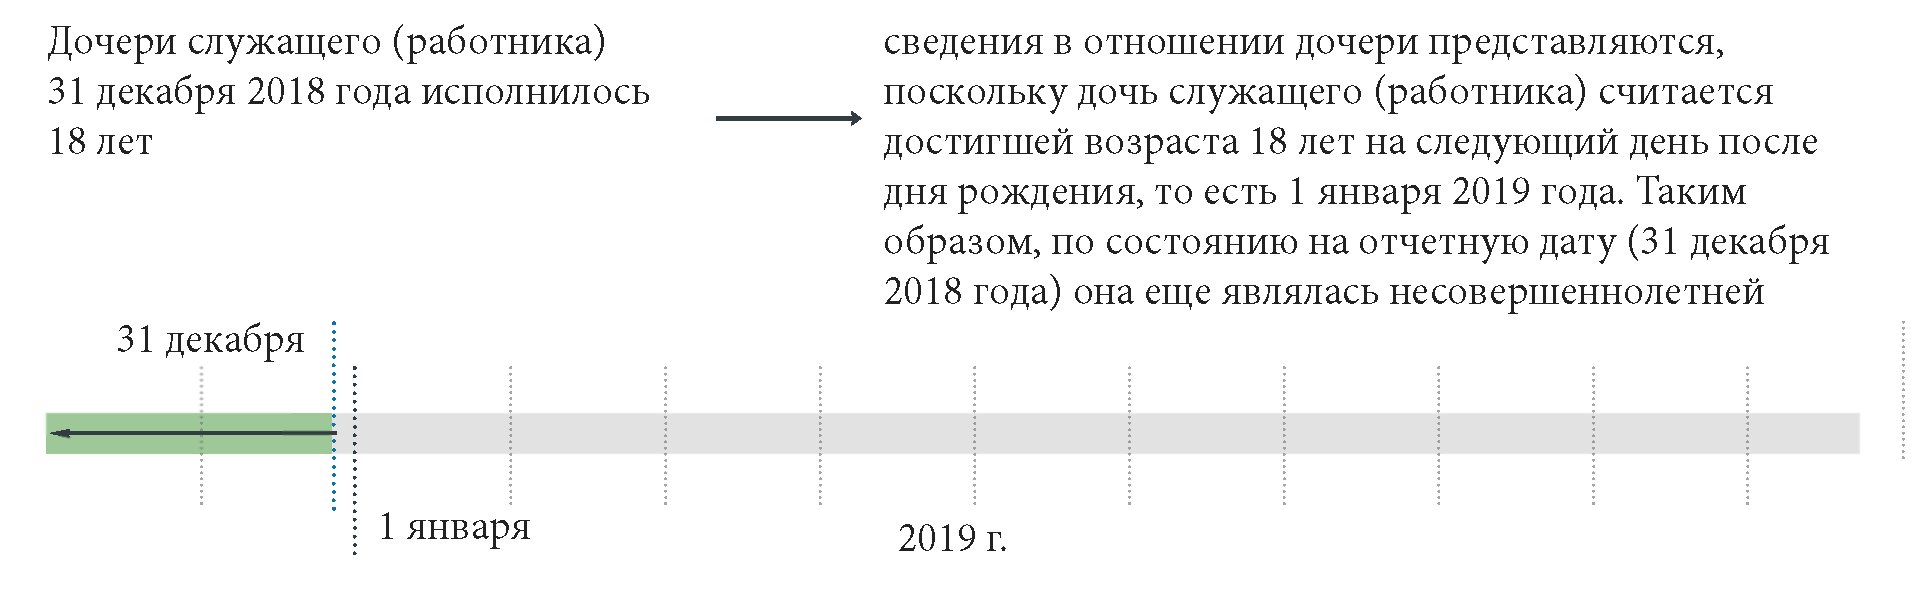 Дочери служащего (работника)
31 декабря 2018 года исполнилось
18 лет
сведения в отношении дочери представляются,
поскольку дочь служащего (работника) считается
достигшей возраста 18 лет на следующий день после
дня рождения, то есть 1 января 2019 года. Таким
образом, по состоянию на отчетную дату (31 декабря
2018 года) она еще являлась несовершеннолетней
31 декабря
1 января
2019 г.